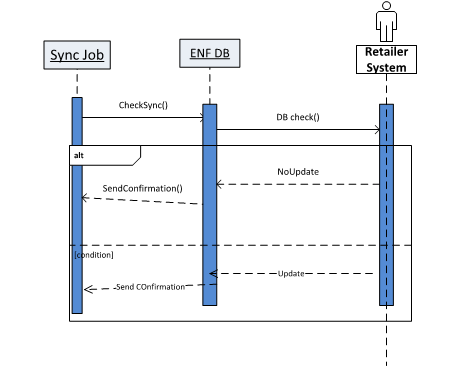 Sync Job
ENF DB
Retailer
System
CheckSync()
DB check()
alt
NoUpdate
SendConfirmation()
[condition]
Update
Send COnfirmation